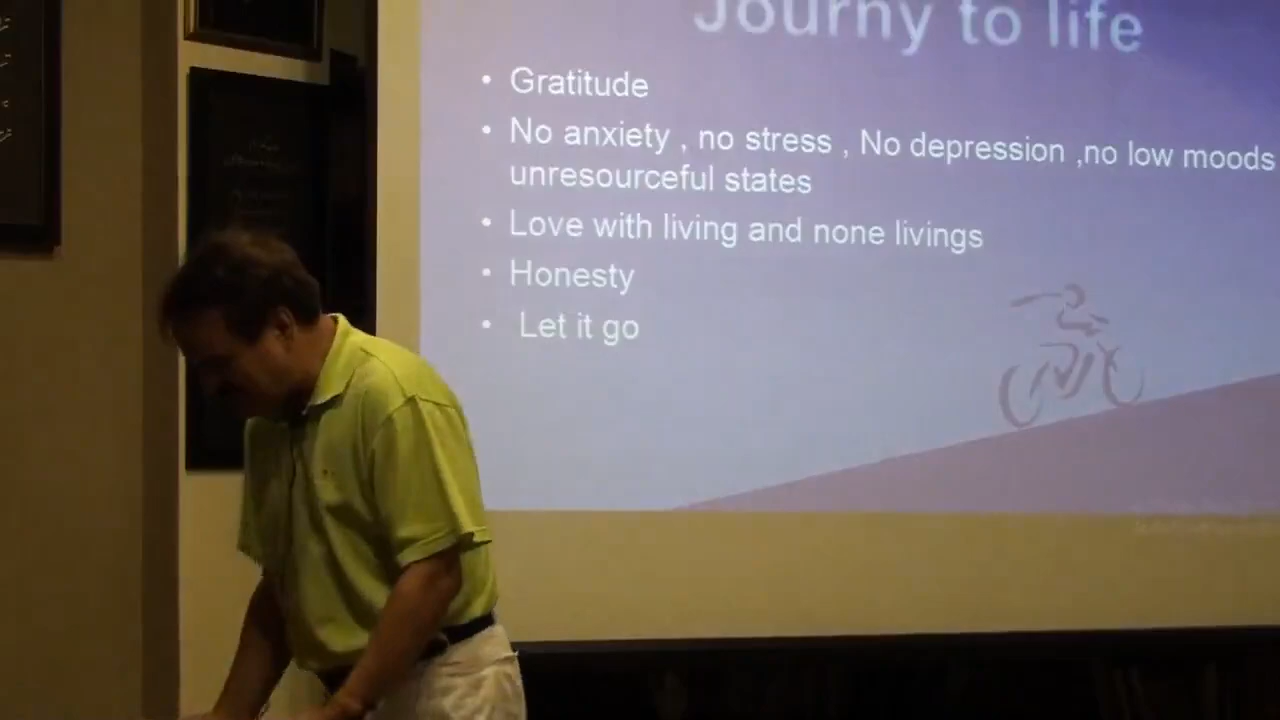 Journy to life
• Gratitude
• No anxiety , no stress , No depression ,no low moods
unresourceful states
• Love with living and none livings
• Honesty
• Let it go